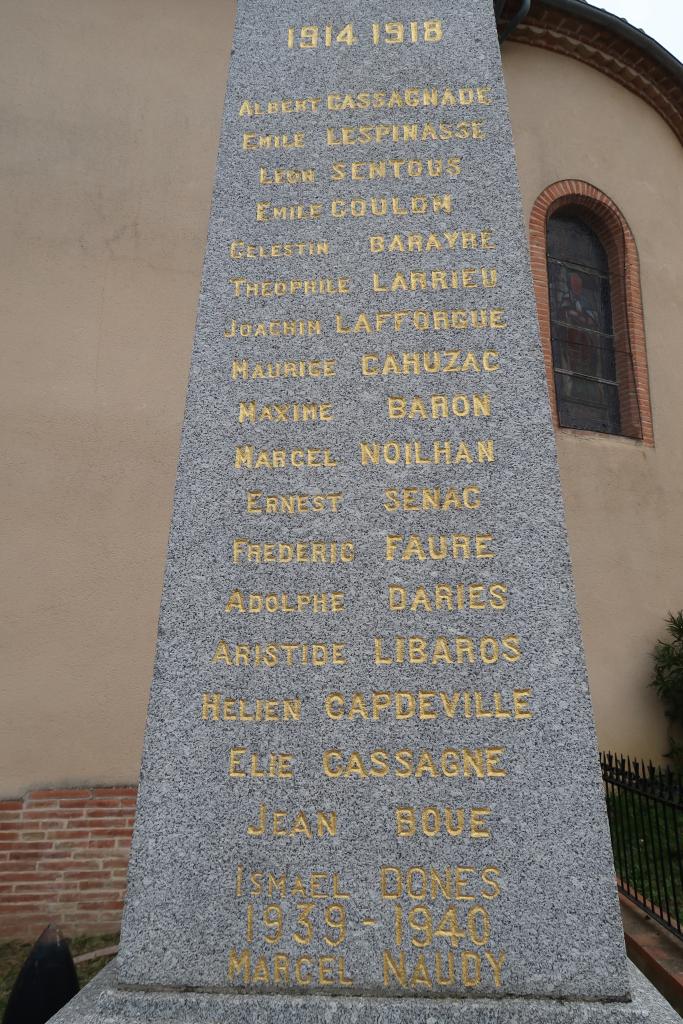 1914 1918
ALBERT CASSAGNADE
EMILE LESPINASSE
LEON SENTOUS
EMILE COULOM
CELESTIN BARAYRE
THEOPHILE LARRIEU
JOACHIN LAFFORGUE
MAURICE CAHUZAC
MAXIME BARON
MARCEL NOILHAN
ERNEST SENAC
FREDERIC FAURE
ADOLPHE DARIES
ARISTIDE LIBAROS
HELIEN CAPDEVILLE
ELIE CASSAGNE
JEAN BOUE
ISMAEL DONES
1939 - 1940
MARCEL NAUDY